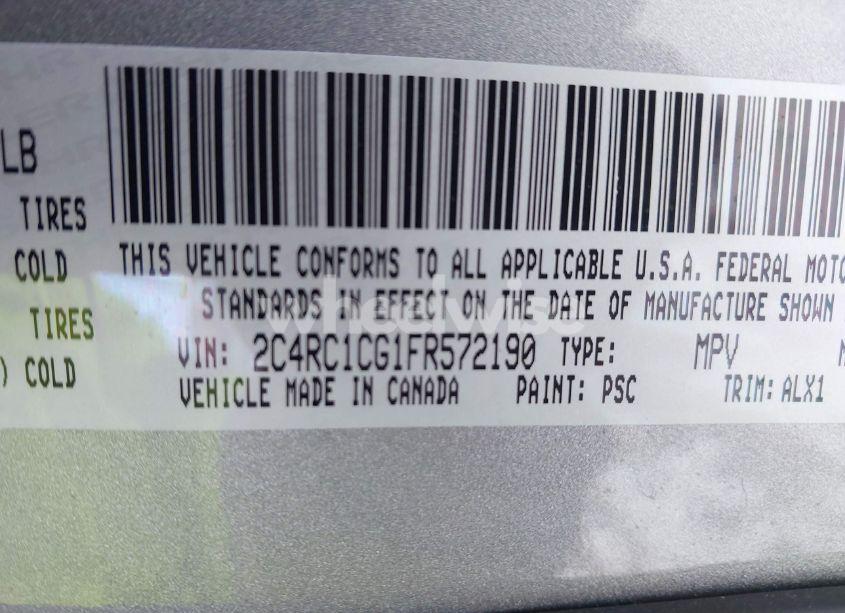 LB
TIRES
COLD
THIS VEHICLE CONFORMS TO ALL APPLICABLE U.S.A. FEDERAL MOTO
STANDARDS IN EFFECT ON THE DATE OF MANUFACTURE SHOWN
TIRES
VIN: 2C4RC1CG1FR572190 TYPE: MPV
) COLD
VEHICLE MADE IN CANADA PAINT: PSC TRIM: ALX1
wheelwise